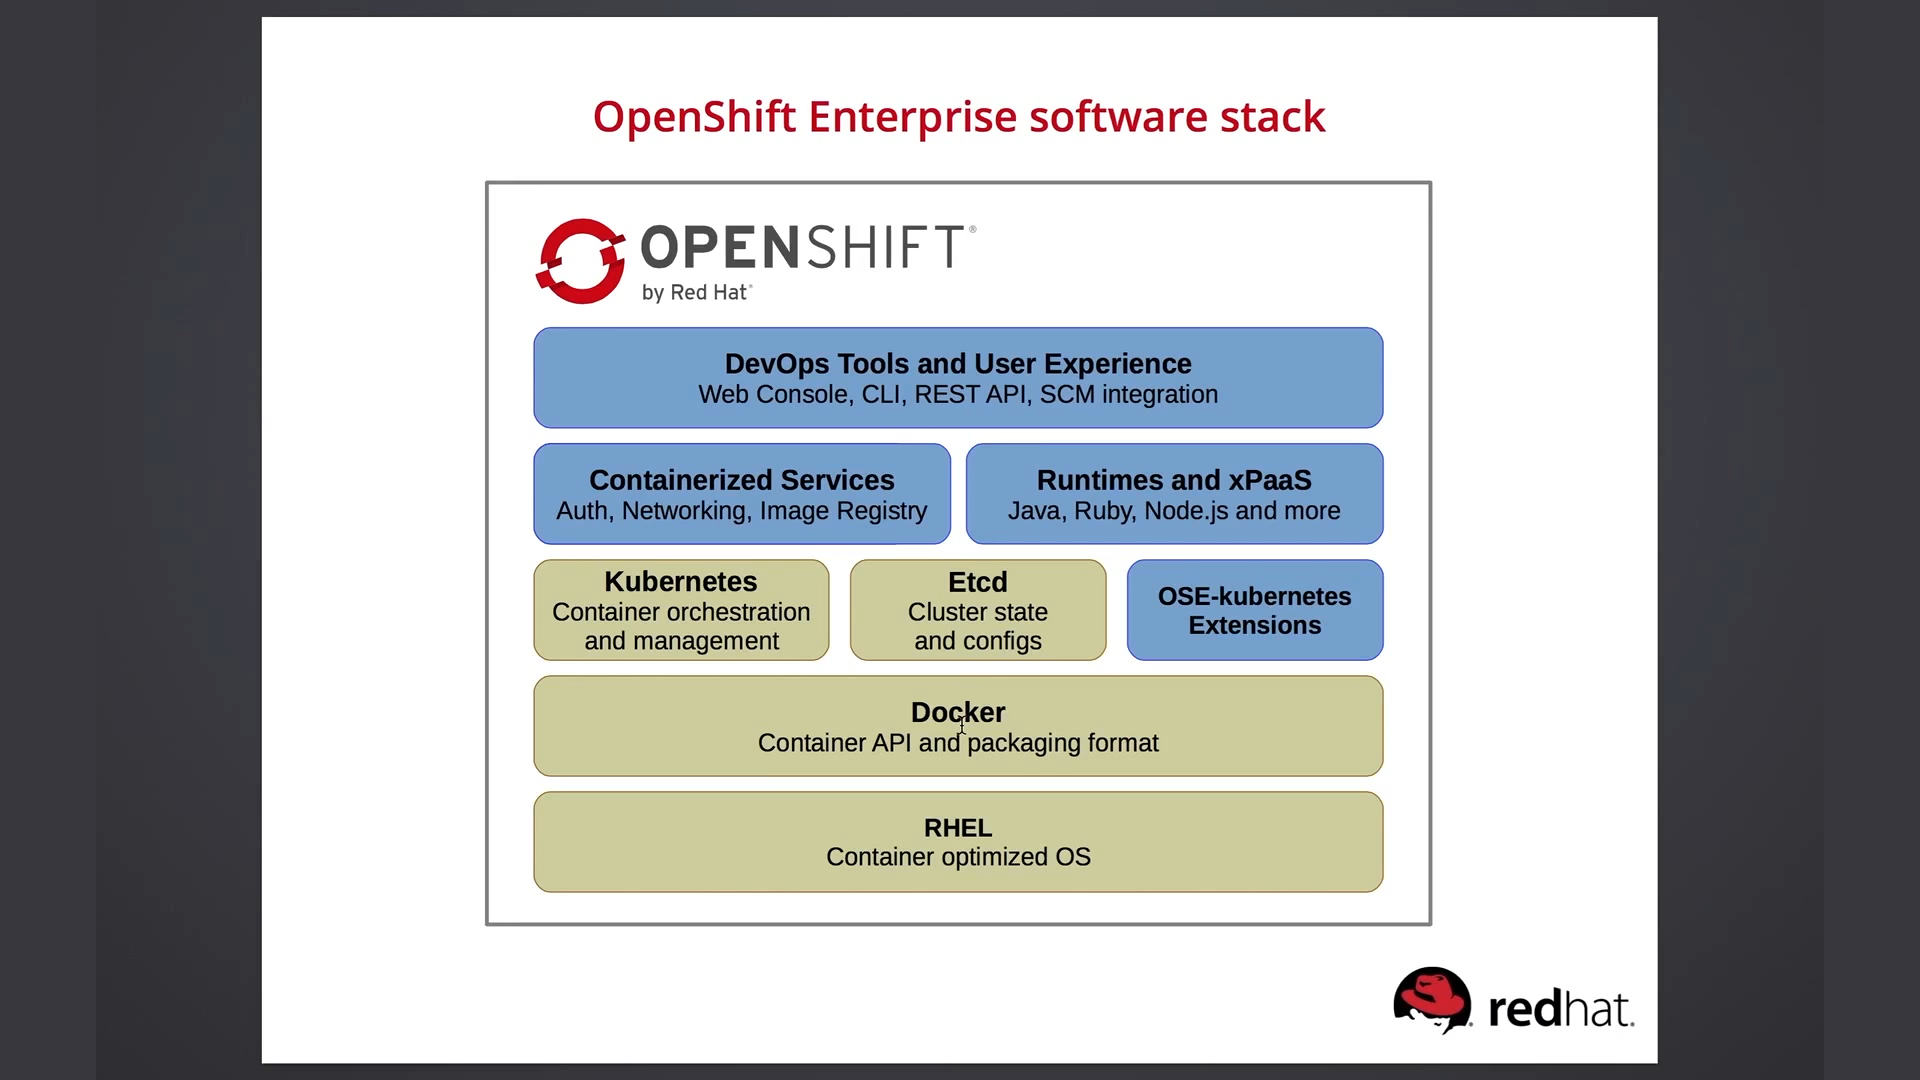 OpenShift Enterprise software stack
OPENSHIFT®
by Red Hat®
DevOps Tools and User Experience
Web Console, CLI, REST API, SCM integration
Containerized Services
Auth, Networking, Image Registry
Runtimes and xPaaS
Java, Ruby, Node.js and more
Kubernetes
Container orchestration
and management
Etcd
Cluster state
and configs
OSE-kubernetes
Extensions
Docker
Container API and packaging format
RHEL
Container optimized OS
redhat.